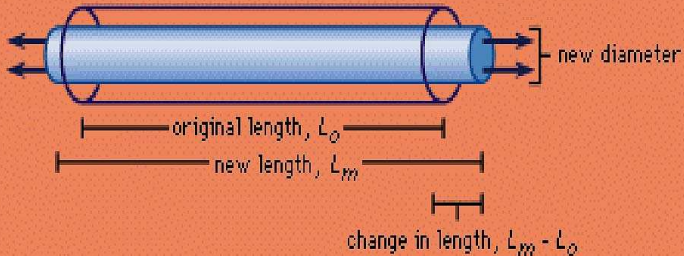 new diameter
original length, Lo
new length, Lm
change in length, Lm - Lo